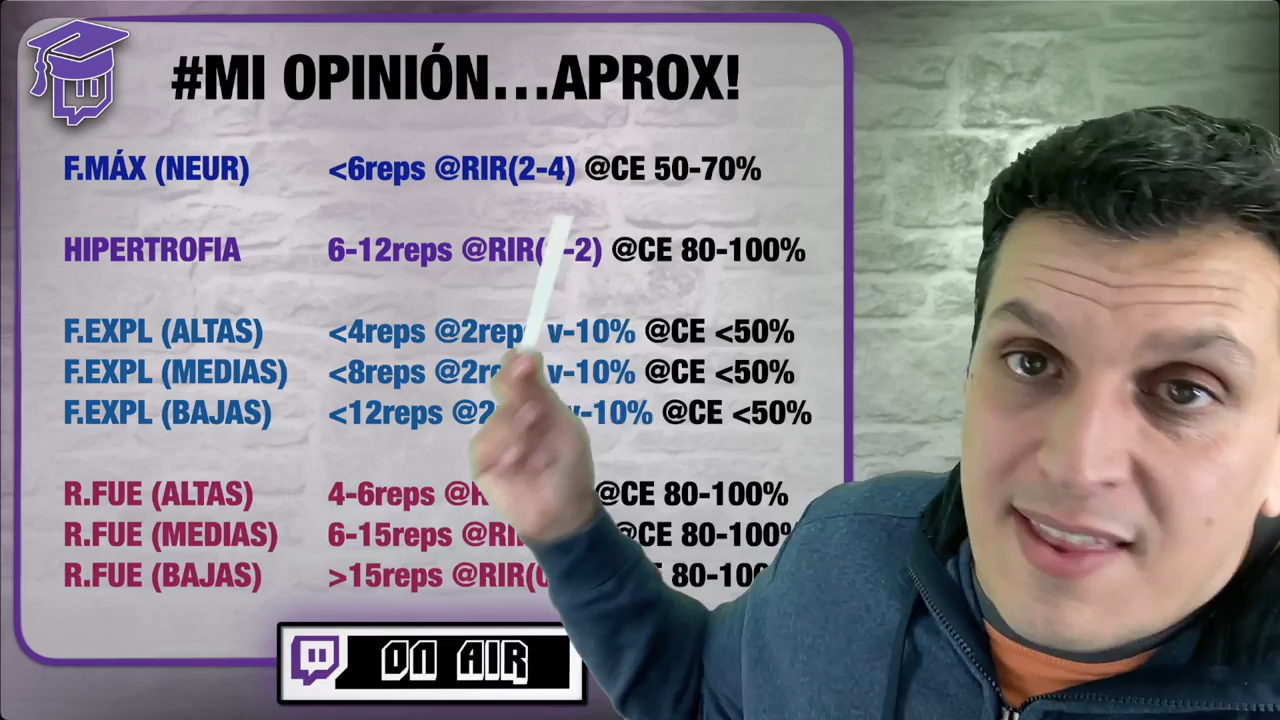 #MI OPINIÓN...APROX!
F.MÁX (NEUR) <6reps @RIR(2-4) @CE 50-70%
HIPERTROFIA 6-12reps @RIR( -2) @CE 80-100%
F.EXPL (ALTAS) <4reps @2rep v-10% @CE <50%
F.EXPL (MEDIAS) <8reps v-10% @CE <50%
F.EXPL (BAJAS) <12reps v-10% @CE <50%
R.FUE (ALTAS) 4-6reps @CE 80-100%
R.FUE (MEDIAS) 6-15reps @CE 80-100%
R.FUE (BAJAS) >15reps @RIR( 80-100
ON AIR